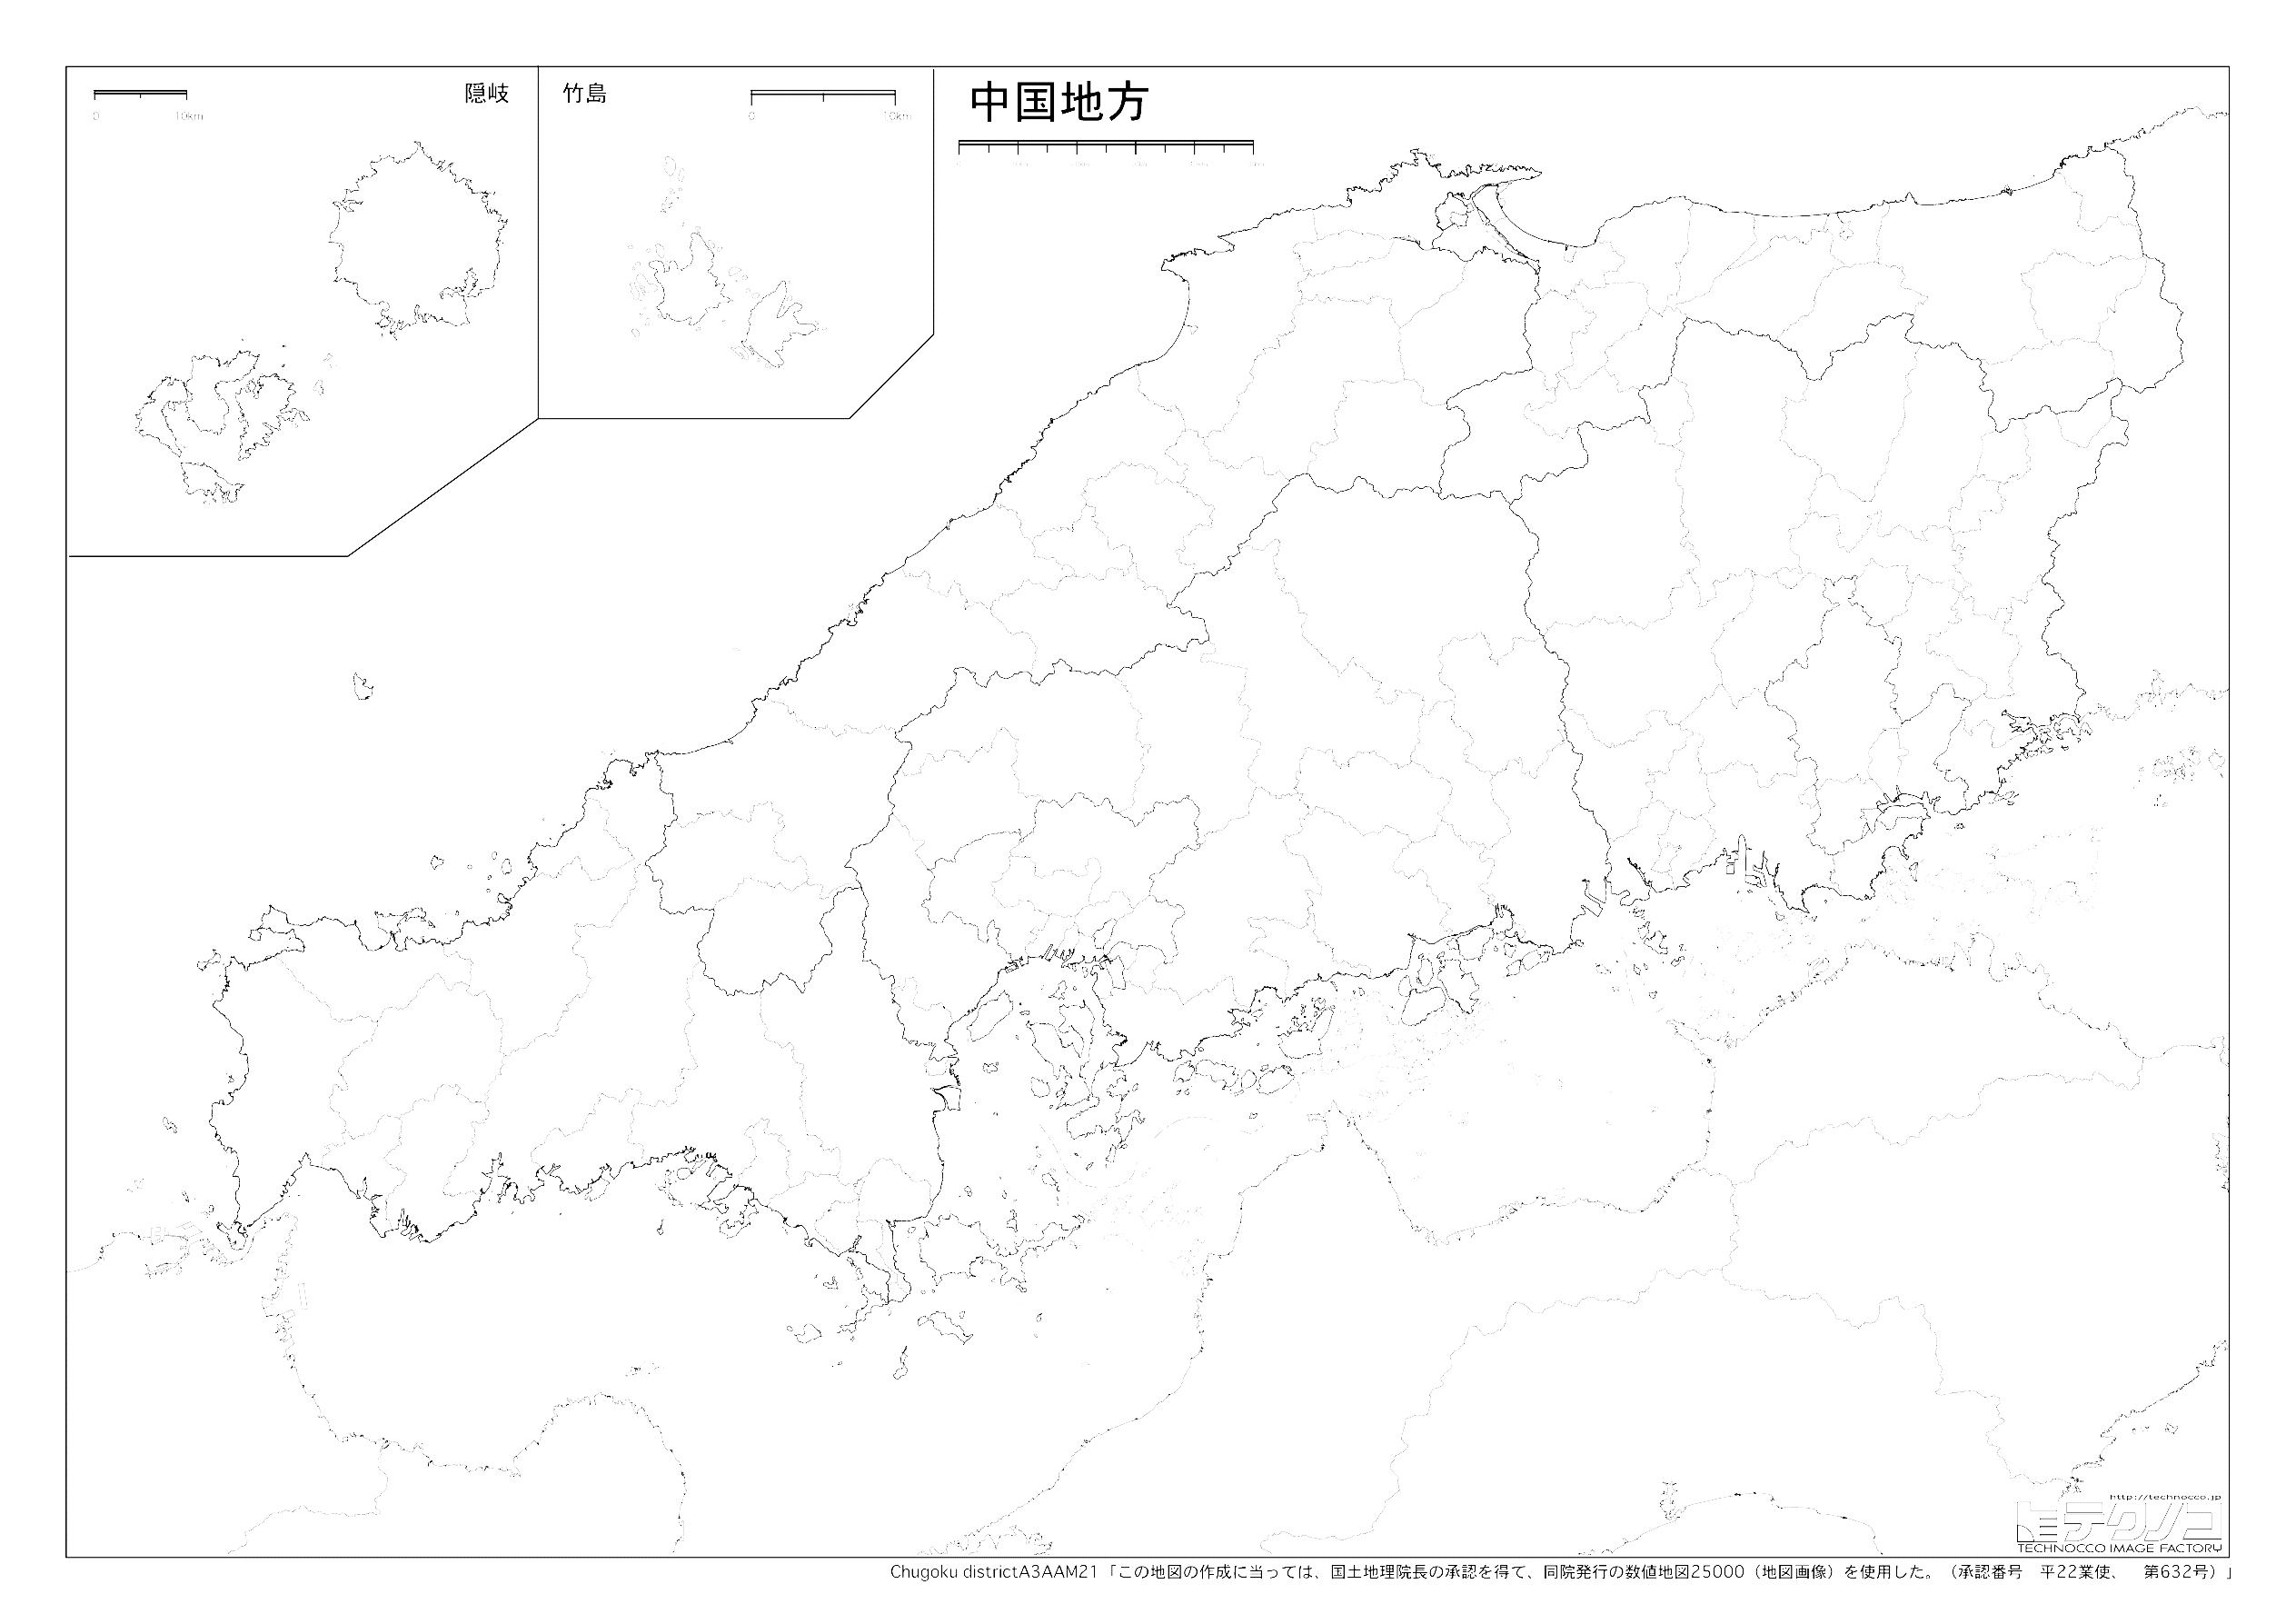 隠岐
0 10km
竹島
0 10km
中国地方
http://technocco.jp
テクノコ
TECHNOCCO IMAGE FACTORY
Chugoku districtA3AAM21「この地図の作成に当っては、国土地理院長の承認を得て、同院発行の数値地図25000（地図画像）を使用した。（承認番号　平22業使、　第632号）」